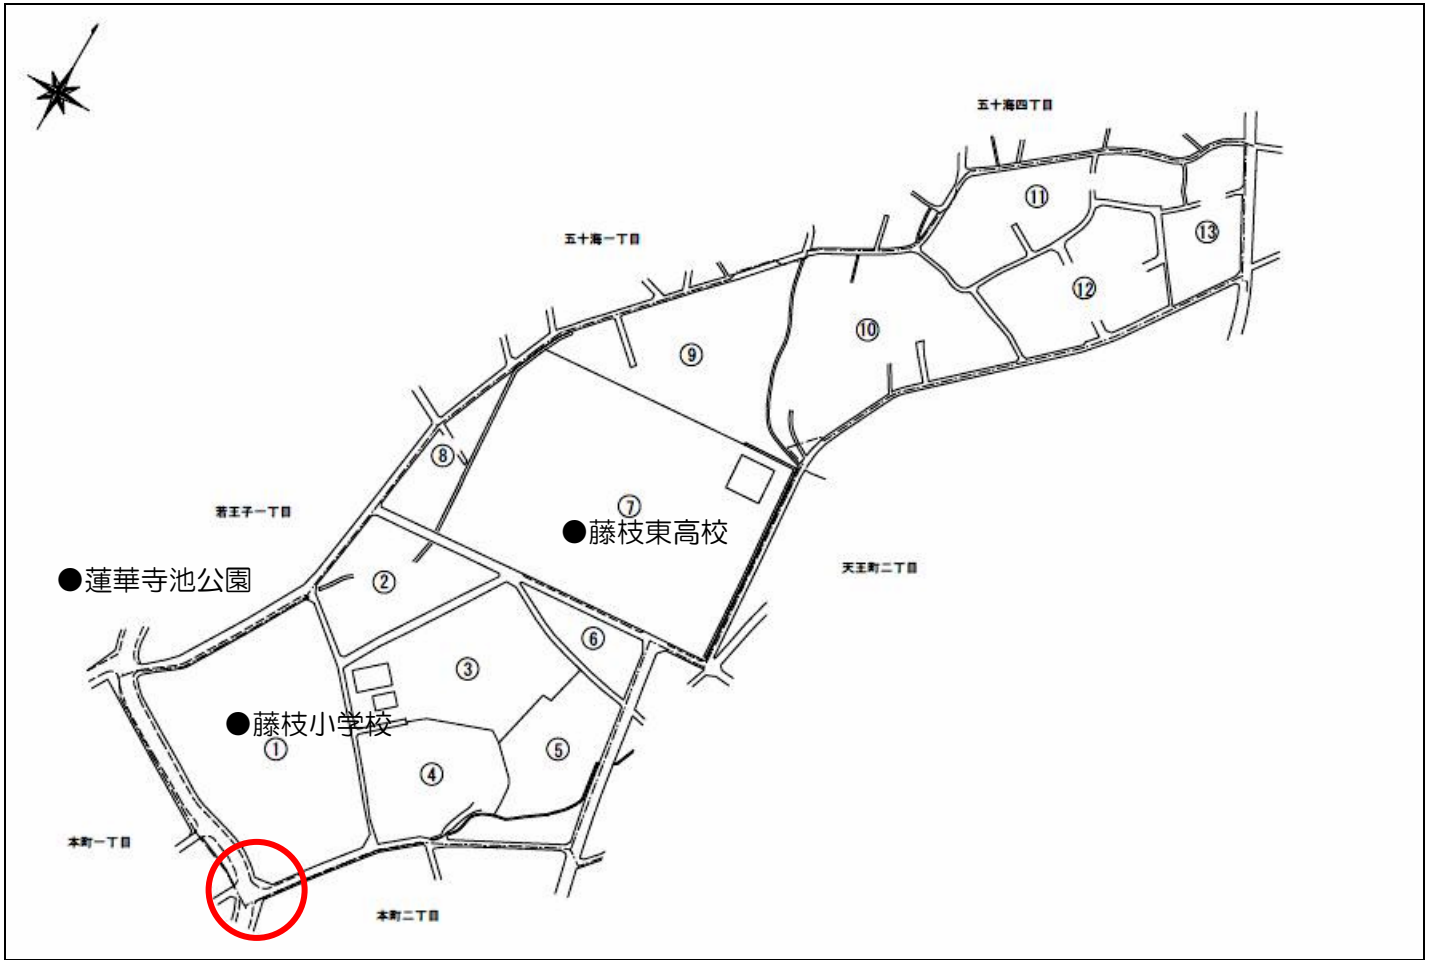 五十海四丁目
⑪
⑬
五十海一丁目
⑫
⑩
⑨
⑧
⑦
若王子一丁目
●藤枝東高校
天王町二丁目
●蓮華寺池公園
②
⑥
③
●藤枝小学校
①
⑤
④
本町一丁目
本町二丁目